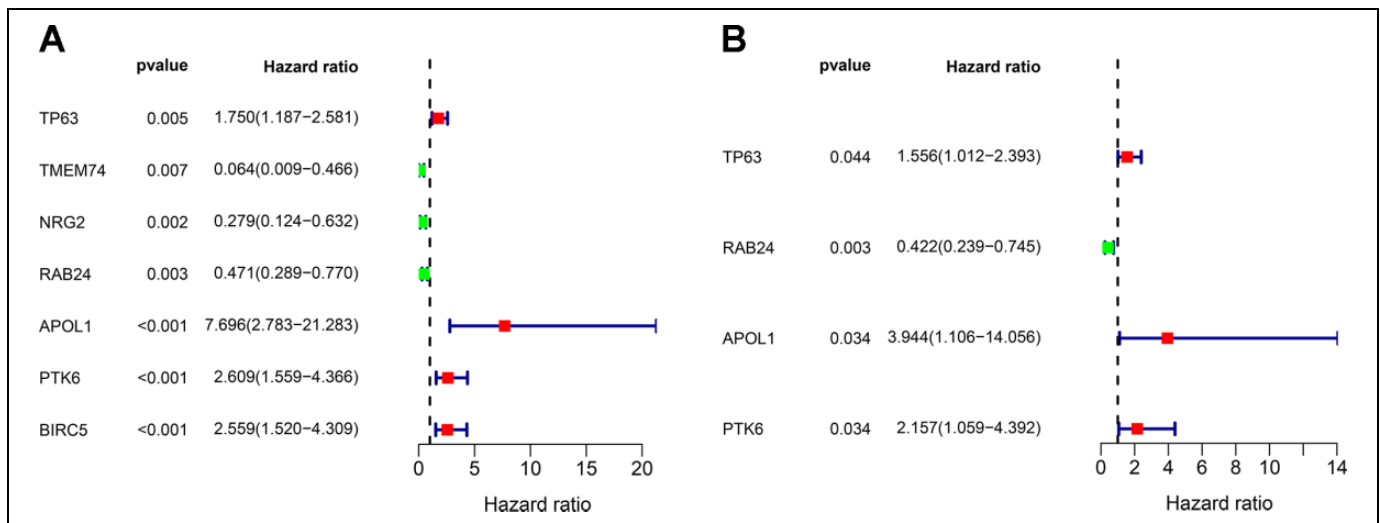 A
pvalue Hazard ratio
TP63 0.005 1.750(1.187−2.581)
TMEM74 0.007 0.064(0.009−0.466)
NRG2 0.002 0.279(0.124−0.632)
RAB24 0.003 0.471(0.289−0.770)
APOL1 <0.001 7.696(2.783−21.283)
PTK6 <0.001 2.609(1.559−4.366)
BIRC5 <0.001 2.559(1.520−4.309)
0 5 10 15 20
Hazard ratio
B
pvalue Hazard ratio
TP63 0.044 1.556(1.012−2.393)
RAB24 0.003 0.422(0.239−0.745)
APOL1 0.034 3.944(1.106−14.056)
PTK6 0.034 2.157(1.059−4.392)
0 2 4 6 8 10 14
Hazard ratio